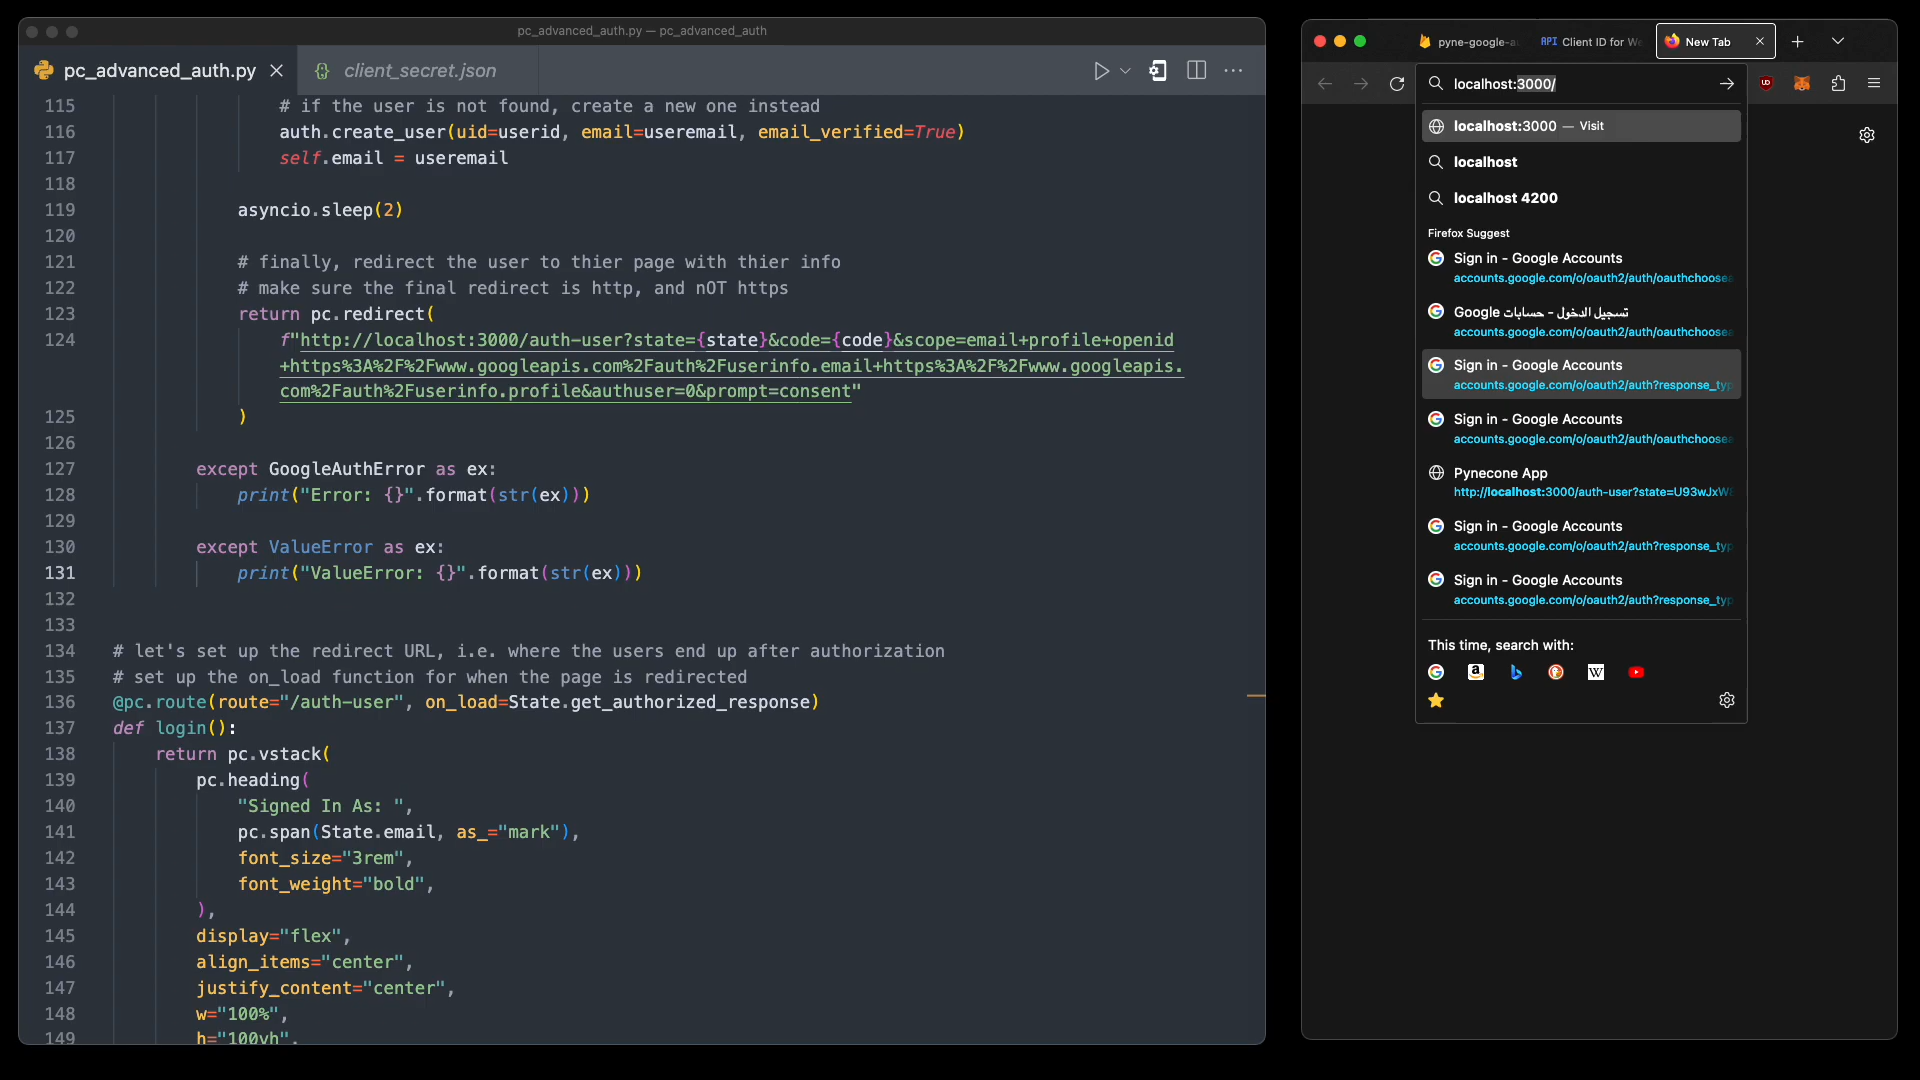 pc_advanced_auth.py — pc_advanced_auth
pc_advanced_auth.py
client_secret.json
115 # if the user is not found, create a new one instead
116 auth.create_user(uid=userid, email=useremail, email_verified=True)
117 self.email = useremail
118
119 asyncio.sleep(2)
120
121 # finally, redirect the user to thier page with thier info
122 # make sure the final redirect is http, and nOT https
123 return pc.redirect(
124 f"http://localhost:3000/auth-user?state={state}&code={code}&scope=email+profile+openid
+https%3A%2F%2Fwww.googleapis.com%2Fauth%2Fuserinfo.email+https%3A%2F%2Fwww.googleapis.
com%2Fauth%2Fuserinfo.profile&authuser=0&prompt=consent"
125 )
126
127 except GoogleAuthError as ex:
128 print("Error: {}".format(str(ex)))
129
130 except ValueError as ex:
131 print("ValueError: {}".format(str(ex)))
132
133
134 # let's set up the redirect URL, i.e. where the users end up after authorization
135 # set up the on_load function for when the page is redirected
136 @pc.route(route="/auth-user", on_load=State.get_authorized_response)
137 def login():
138 return pc.vstack(
139 pc.heading(
140 "Signed In As: ",
141 pc.span(State.email, as_="mark"),
142 font_size="3rem",
143 font_weight="bold",
144 ),
145 display="flex",
146 align_items="center",
147 justify_content="center",
148 w="100%",
149 h="100vh",
pyne-google-au
API Client ID for We
New Tab
localhost:3000/
localhost:3000 — Visit
localhost
localhost 4200
Firefox Suggest
Sign in - Google Accounts
accounts.google.com/o/oauth2/auth/oauthchoosea
تسجيل الدخول - حسابات Google
accounts.google.com/o/oauth2/auth/oauthchoosea
Sign in - Google Accounts
accounts.google.com/o/oauth2/auth?response_typ
Sign in - Google Accounts
accounts.google.com/o/oauth2/auth/oauthchoosea
Pynecone App
http://localhost:3000/auth-user?state=U93wJxW
Sign in - Google Accounts
accounts.google.com/o/oauth2/auth?response_typ
Sign in - Google Accounts
accounts.google.com/o/oauth2/auth?response_typ
This time, search with: